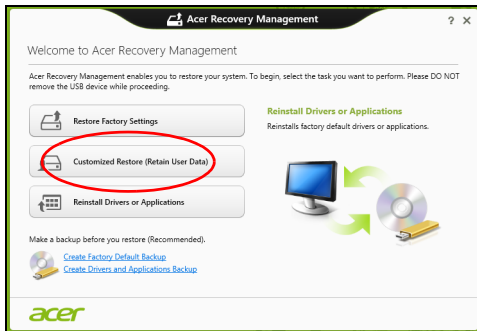 Acer Recovery Management
? ×
Welcome to Acer Recovery Management
Acer Recovery Management enables you to restore your system. To begin, select the task you want to perform. Please DO NOT
remove the USB device while proceeding.
Restore Factory Settings
Reinstall Drivers or Applications
Reinstalls factory default drivers or applications.
Customized Restore (Retain User Data)
Reinstall Drivers or Applications
Make a backup before you restore (Recommended).
Create Factory Default Backup
Create Drivers and Applications Backup
acer